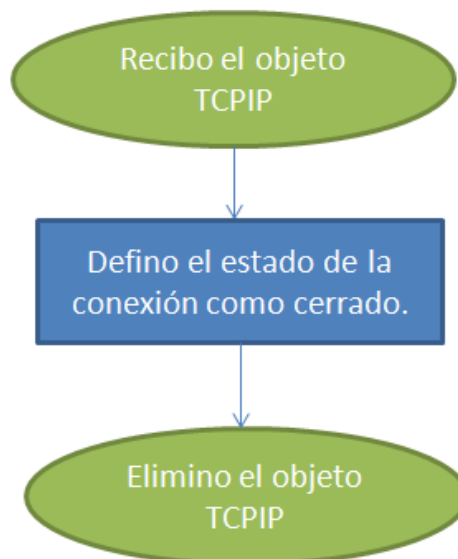 Recibo el objeto
TCPIP
Defino el estado de la
conexión como cerrado.
Elimino el objeto
TCPIP